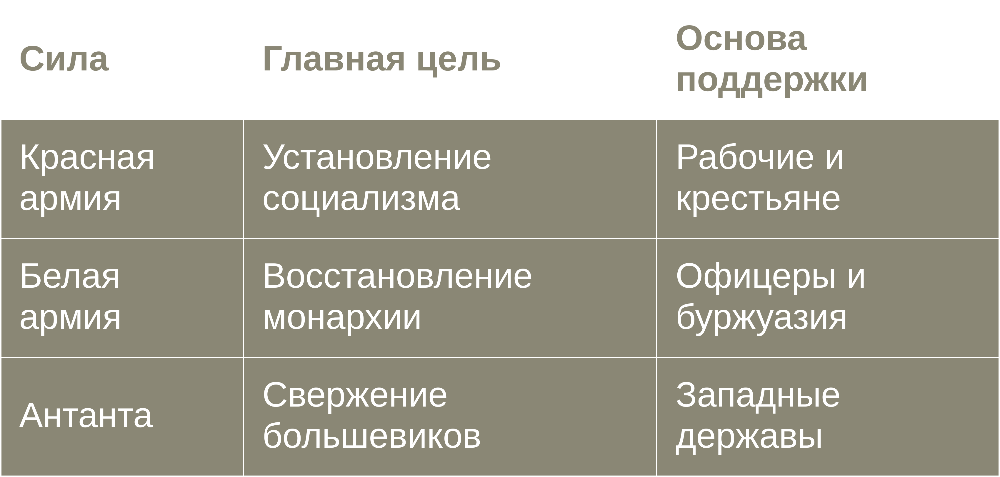 Сила
Главная цель
Основа
поддержки
Красная
армия
Установление
социализма
Рабочие и
крестьяне
Белая
армия
Восстановление
монархии
Офицеры и
буржуазия
Антанта
Свержение
большевиков
Западные
державы